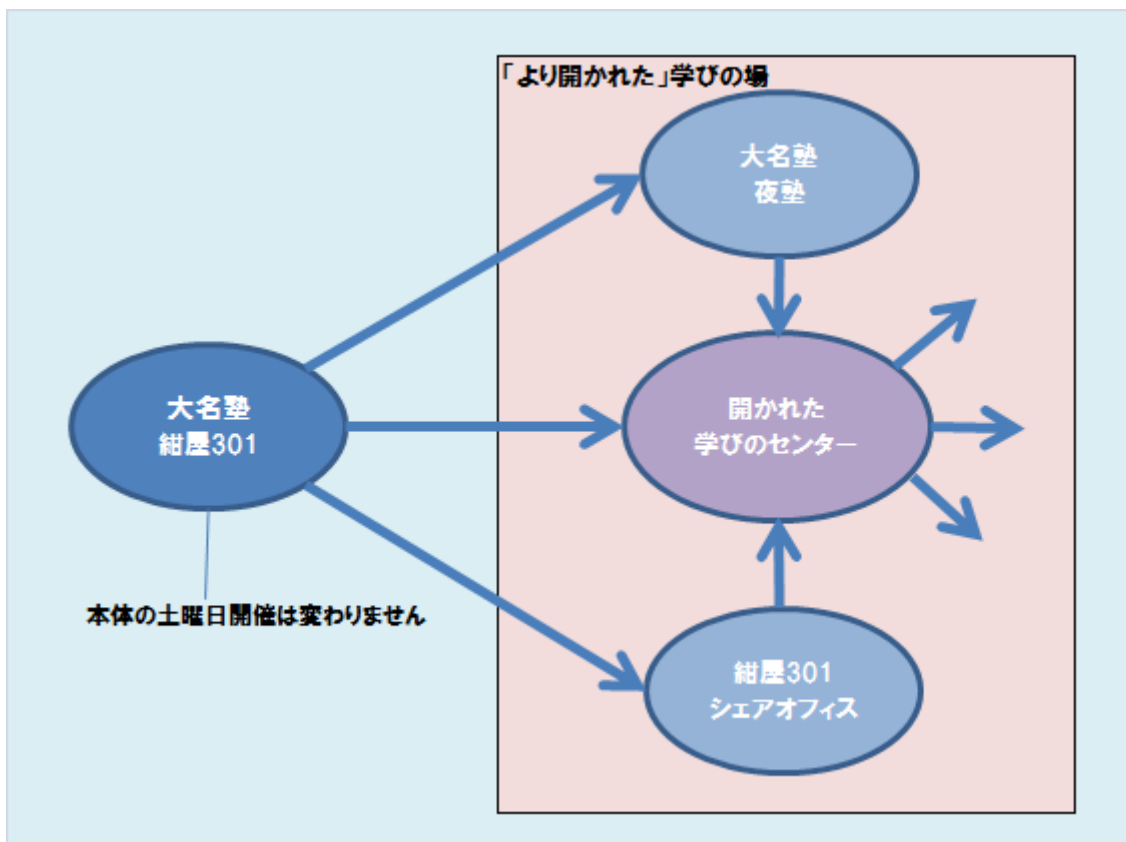 「より開かれた」学びの場
大名塾
夜塾
大名塾
紺屋301
開かれた
学びのセンター
本体の土曜日開催は変わりません
紺屋301
シェアオフィス